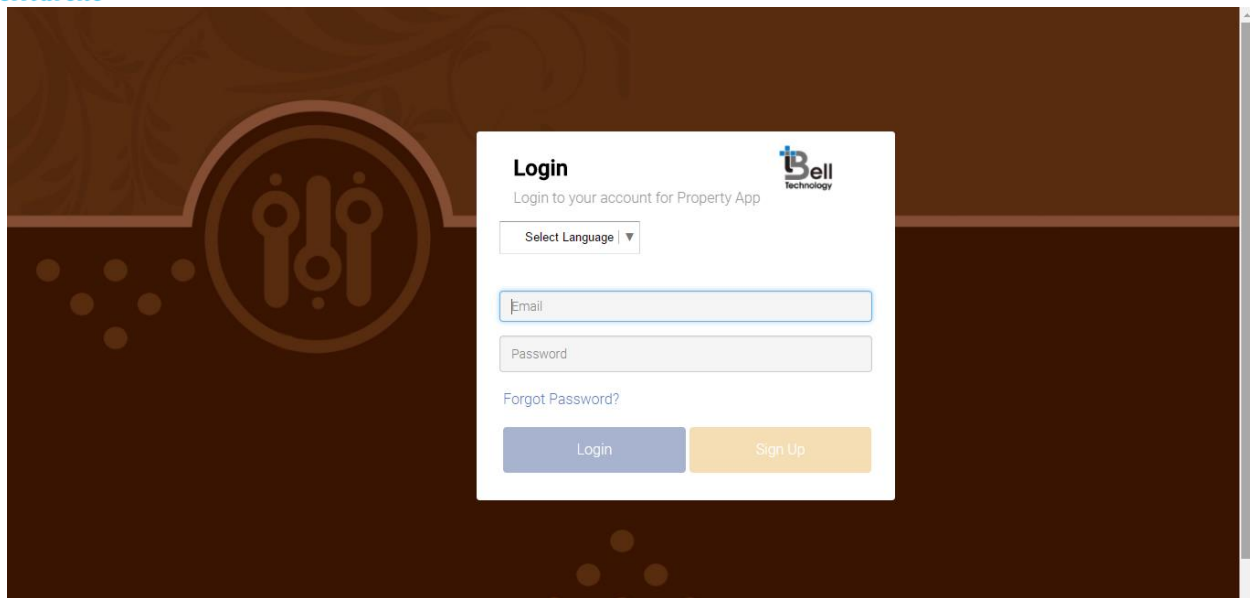 Login
Bell
Technology
Login to your account for Property App
Select Language
Email
Password
Forgot Password?
Login
Sign Up